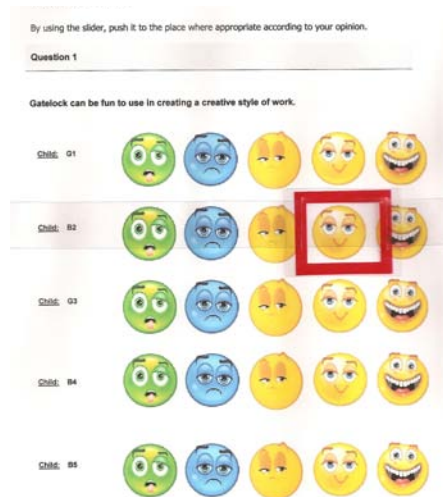 By using the slider, push it to the place where appropriate according to your opinion.
Question 1
Gatelock can be fun to use in creating a creative style of work.
Child: G1
Child: B2
Child: G3
Child: B4
Child: B5